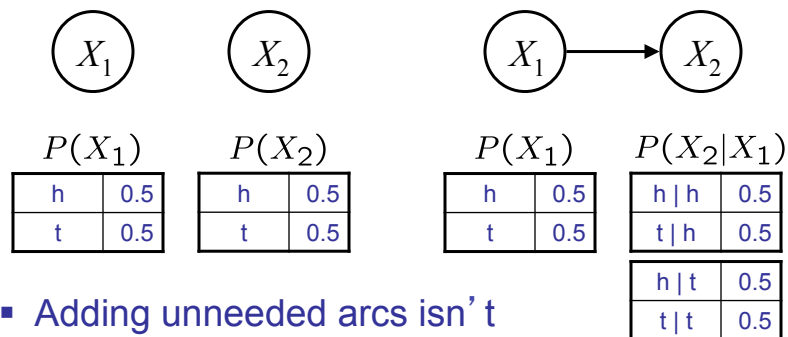 X1 X2 X1 X2
P(X1) P(X2) P(X1) P(X2|X1)
h 0.5 h 0.5 h 0.5 h | h 0.5
t 0.5 t 0.5 t 0.5 t | h 0.5
h | t 0.5
▪ Adding unneeded arcs isn't
t | t 0.5